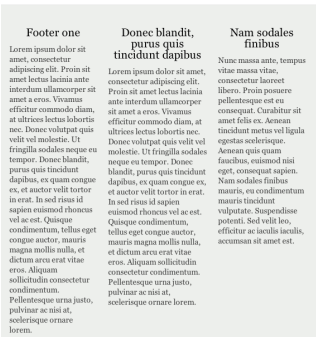 Footer one
Lorem ipsum dolor sit
amet, consectetur
adipiscing elit. Proin sit
amet lectus lacinia ante
interdum ullamcorper sit
amet a eros. Vivamus
efficitur commodo diam,
at ultrices lectus lobortis
nec. Donec volutpat quis
velit vel molestie. Ut
fringilla sodales neque eu
tempor. Donec blandit,
purus quis tincidunt
dapibus, ex quam congue
ex, et auctor velit tortor
in erat. In sed risus id
sapien euismod rhoncus
vel ac est. Quisque
condimentum, tellus eget
congue auctor, mauris
magna mollis nulla, et
dictum arcu erat vitae
eros. Aliquam
sollicitudin consectetur
condimentum.
Pellentesque urna justo,
pulvinar ac nisi at,
scelerisque ornare
lorem.
Donec blandit,
purus quis
tincidunt dapibus
Lorem ipsum dolor sit amet,
consectetur adipiscing elit.
Proin sit amet lectus lacinia
ante interdum ullamcorper
sit amet a eros. Vivamus
efficitur commodo diam, at
ultrices lectus lobortis nec.
Donec volutpat quis velit vel
molestie. Ut fringilla sodales
neque eu tempor. Donec
blandit, purus quis tincidunt
dapibus, ex quam congue ex,
et auctor velit tortor in erat.
In sed risus id sapien
euismod rhoncus vel ac est.
Quisque condimentum,
tellus eget congue auctor,
mauris magna mollis nulla,
et dictum arcu erat vitae
eros. Aliquam sollicitudin
consectetur condimentum.
Pellentesque urna justo,
pulvinar ac nisi at,
scelerisque ornare lorem.
Nam sodales
finibus
Nunc massa ante, tempus
vitae massa vitae,
consectetur laoreet
libero. Proin posuere
pellentesque est eu
consequat. Curabitur sit
amet felis ex. Aenean
tincidunt metus vel ligula
egestas scelerisque.
Aenean quis quam
faucibus, euismod nisi
eget, consequat sapien.
Nam sodales finibus
mauris, eu condimentum
mauris tincidunt
vulputate. Suspendisse
potenti. Sed velit leo,
efficitur ac iaculis iaculis,
accumsan sit amet est.